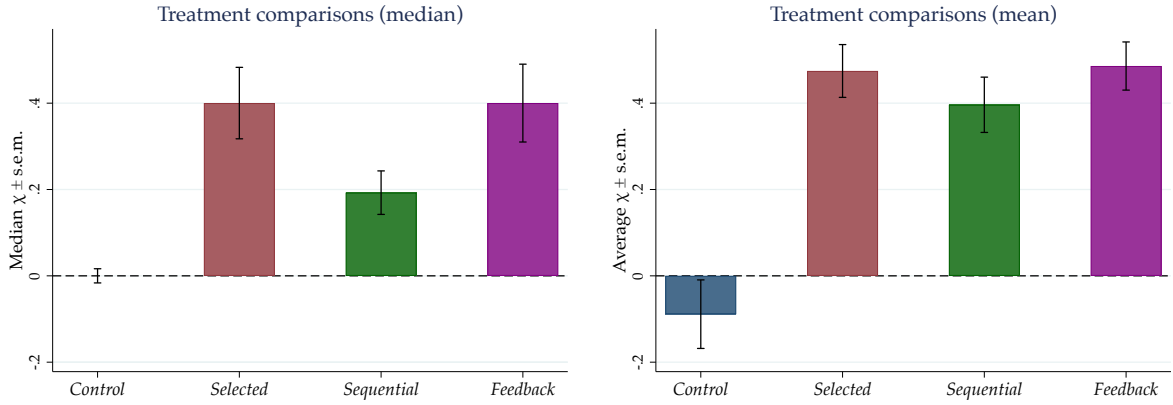 Treatment comparisons (median)
Median χ ± s.e.m.
.4
.2
0
-.2
Control Selected Sequential Feedback
Treatment comparisons (mean)
Average χ ± s.e.m.
.4
.2
0
-.2
Control Selected Sequential Feedback